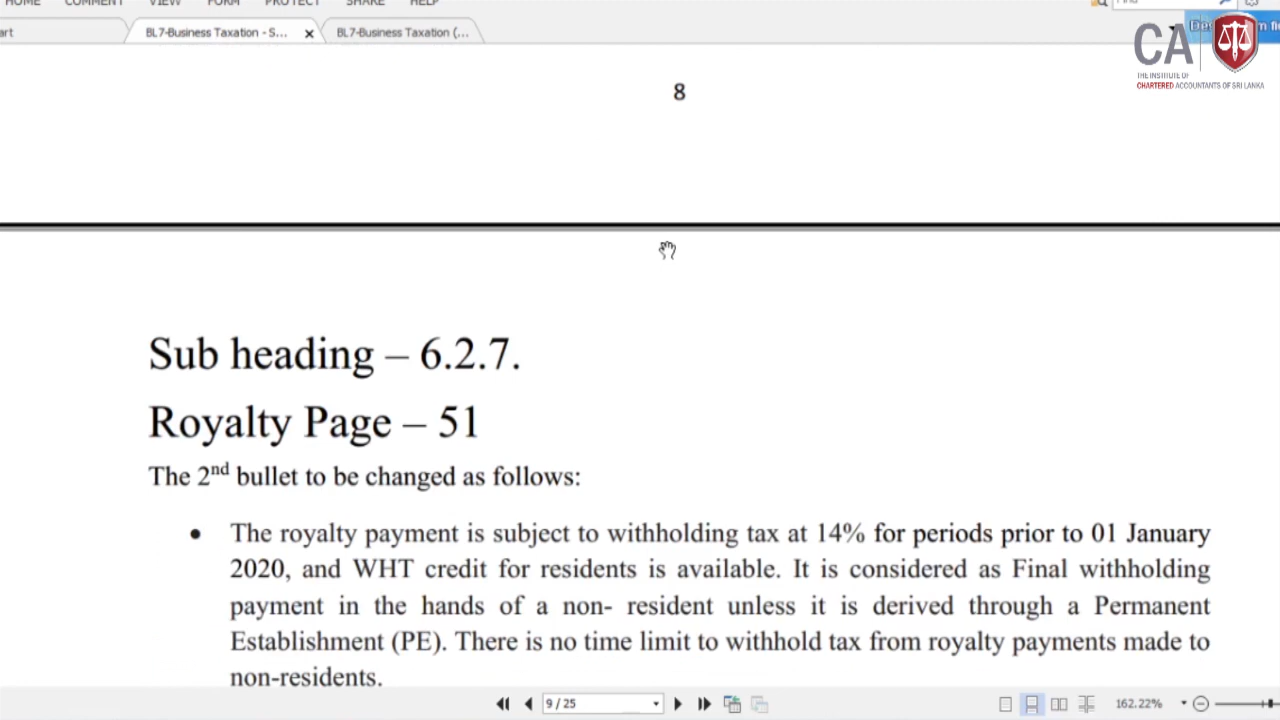 HOME COMMENT VIEW FORM PROTECT SHARE HELP
art BL7-Business Taxation - S... BL7-Business Taxation (...
CA
THE INSTITUTE OF
CHARTERED ACCOUNTANTS OF SRI LANKA
8
Sub heading – 6.2.7.
Royalty Page – 51
The 2nd bullet to be changed as follows:
• The royalty payment is subject to withholding tax at 14% for periods prior to 01 January
2020, and WHT credit for residents is available. It is considered as Final withholding
payment in the hands of a non- resident unless it is derived through a Permanent
Establishment (PE). There is no time limit to withhold tax from royalty payments made to
non-residents.
9 / 25 162.22%